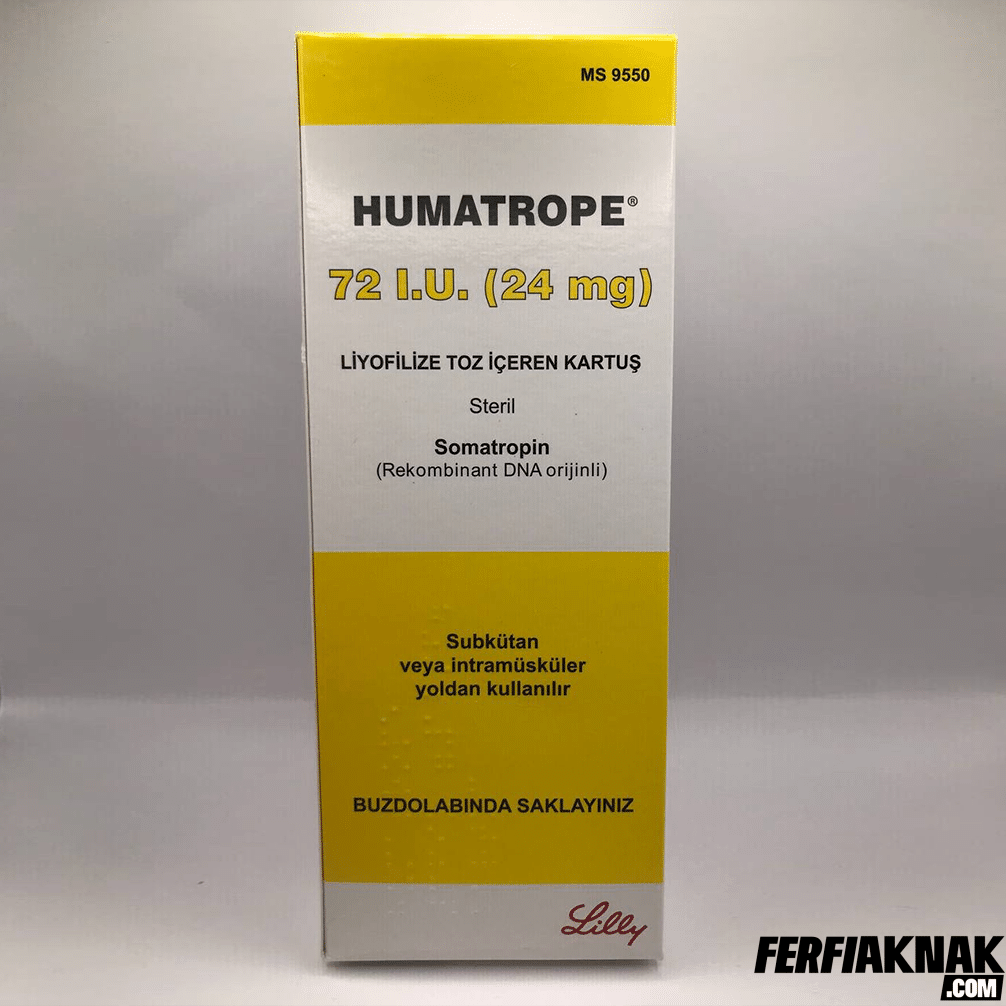 MS 9550
HUMATROPE®
72 I.U. (24 mg)
LİYOFİLİZE TOZ İÇEREN KARTUŞ
Steril
Somatropin
(Rekombinant DNA orijinli)
Subkütan
veya intramüsküler
yoldan kullanılır
BUZDOLABINDA SAKLAYINIZ
Lilly
FERFIAKNAK
.COM